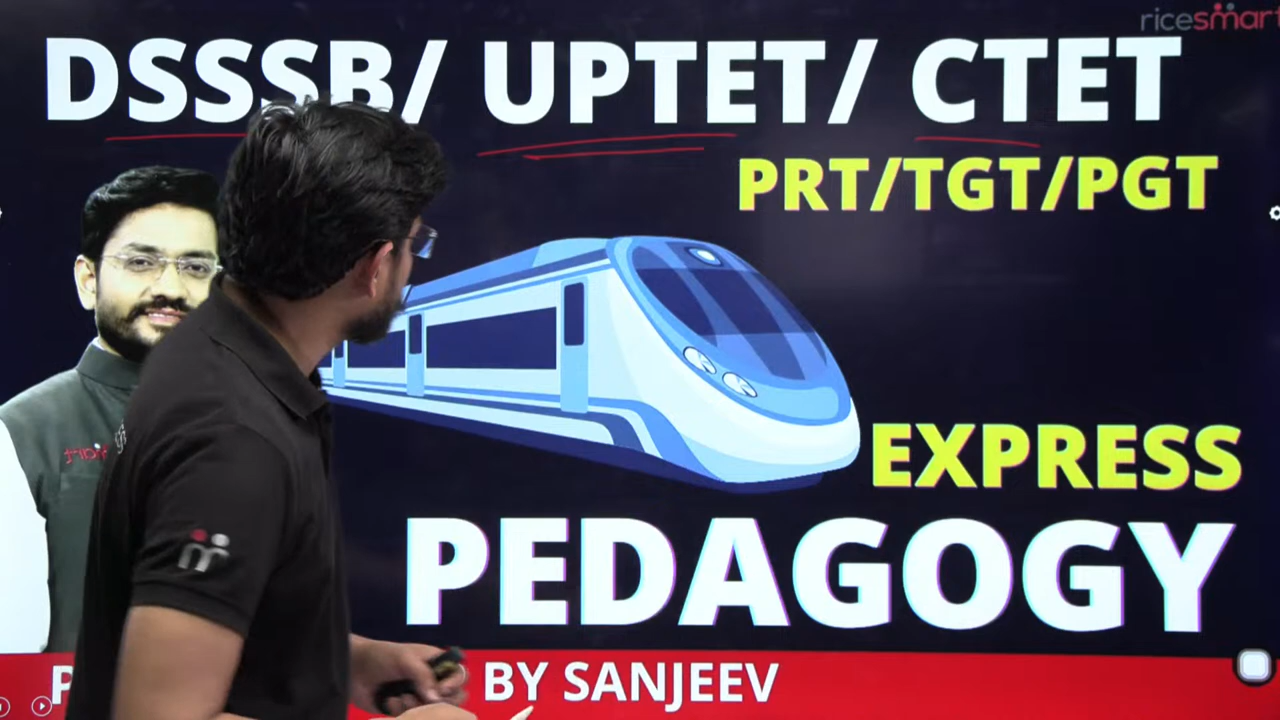 ricesmart
DSSSB/ UPTET/ CTET
PRT/TGT/PGT
EXPRESS
PEDAGOGY
BY SANJEEV